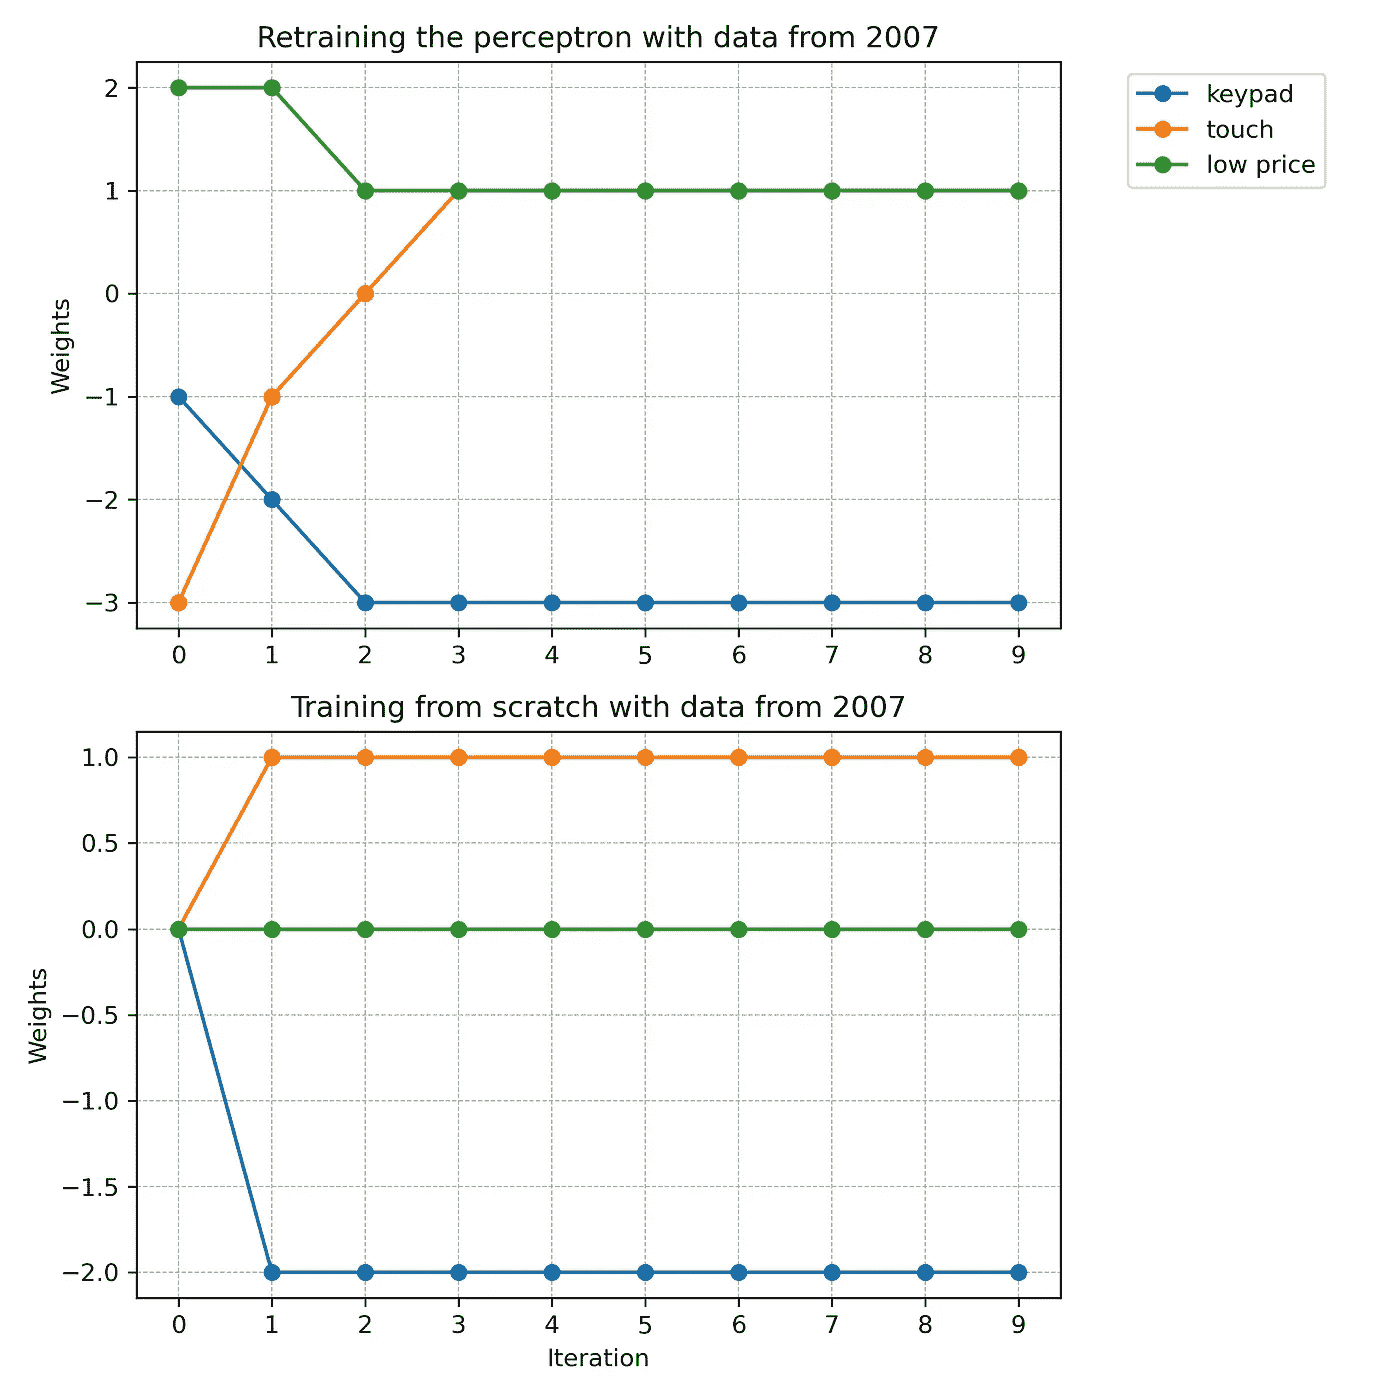 Retraining the perceptron with data from 2007
keypad
touch
low price
Weights
2
1
0
−1
−2
−3
0 1 2 3 4 5 6 7 8 9
Training from scratch with data from 2007
Weights
1.0
0.5
0.0
−0.5
−1.0
−1.5
−2.0
0 1 2 3 4 5 6 7 8 9
Iteration